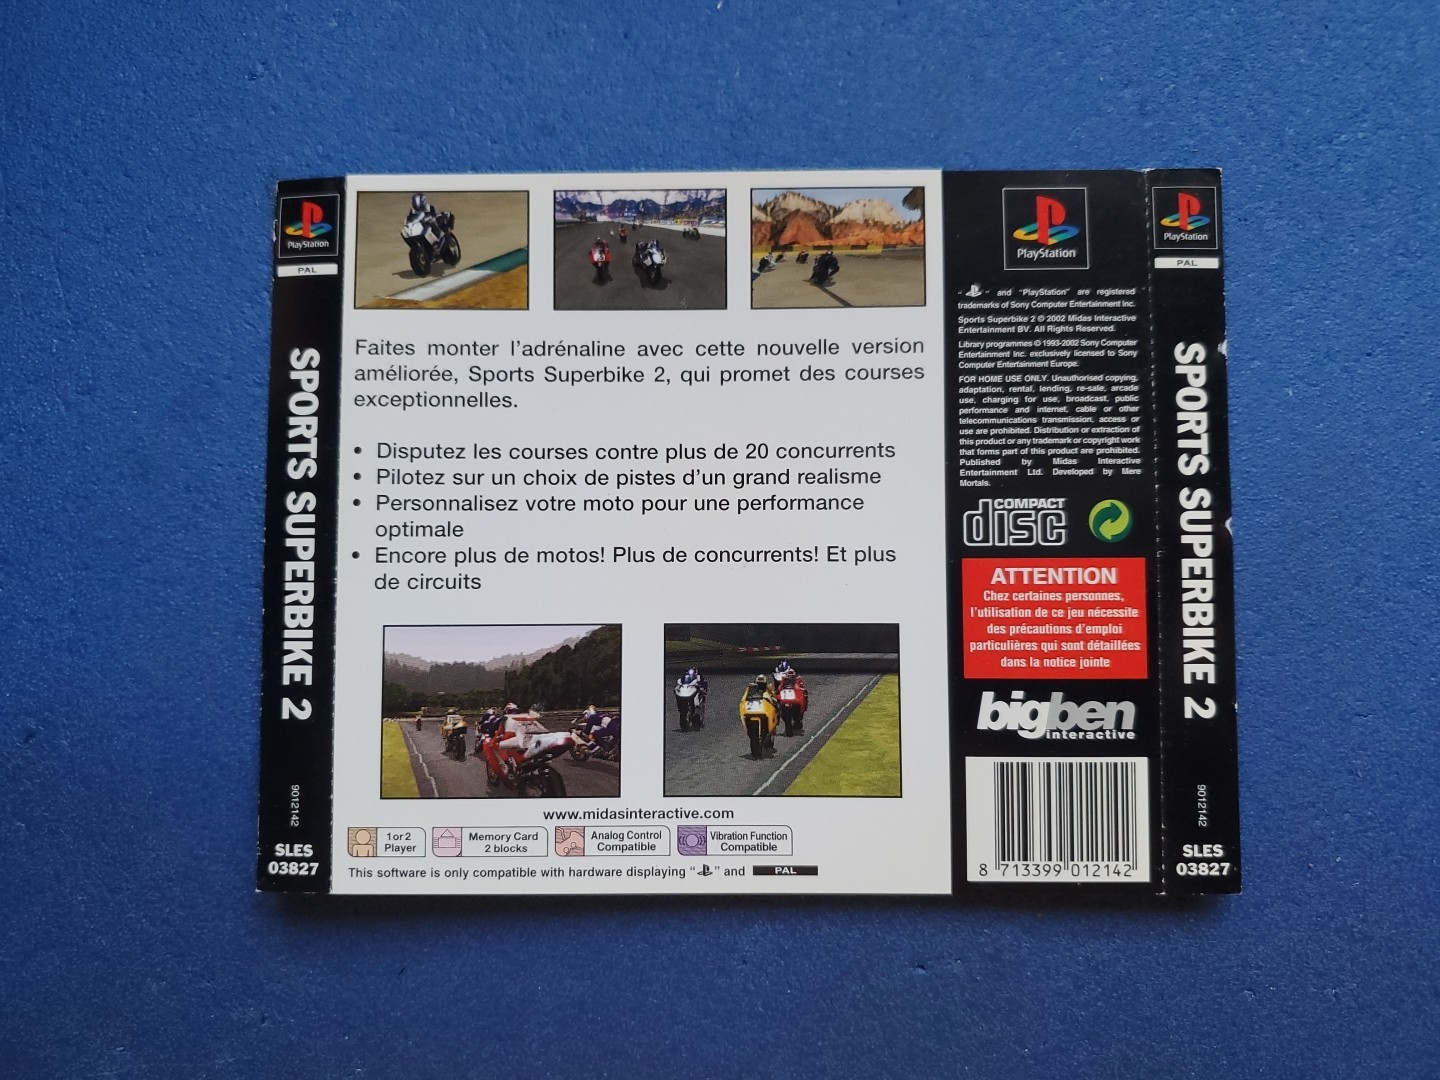 PlayStation
PAL
SPORTS SUPERBIKE 2
9012142
SLES
03827
Faites monter l'adrénaline avec cette nouvelle version
améliorée, Sports Superbike 2, qui promet des courses
exceptionnelles.
• Disputez les courses contre plus de 20 concurrents
• Pilotez sur un choix de pistes d'un grand realisme
• Personnalisez votre moto pour une performance
optimale
• Encore plus de motos! Plus de concurrents! Et plus
de circuits
www.midasinteractive.com
1 or 2
Player
Memory Card
2 blocks
Analog Control
Compatible
Vibration Function
Compatible
This software is only compatible with hardware displaying " " and PAL
PlayStation
" " and "PlayStation" are registered
trademarks of Sony Computer Entertainment Inc.
Sports Superbike 2 © 2002 Midas Interactive
Entertainment BV. All Rights Reserved.
Library programmes © 1993-2002 Sony Computer
Entertainment Inc. exclusively licensed to Sony
Computer Entertainment Europe.
FOR HOME USE ONLY. Unauthorised copying,
adaptation, rental, lending, re-sale, arcade
use, charging for use, broadcast, public
performance and internet, cable or other
telecommunications transmission, access or
use are prohibited. Distribution or extraction of
this product or any trademark or copyright work
that forms part of this product are prohibited.
Published by Midas Interactive
Entertainment Ltd. Developed by Mere
Mortals.
COMPACT
disc
ATTENTION
Chez certaines personnes,
l'utilisation de ce jeu nécessite
des précautions d'emploi
particulières qui sont détaillées
dans la notice jointe
bigben
interactive
8 713399 012142
PlayStation
PAL
SPORTS SUPERBIKE 2
9012142
SLES
03827